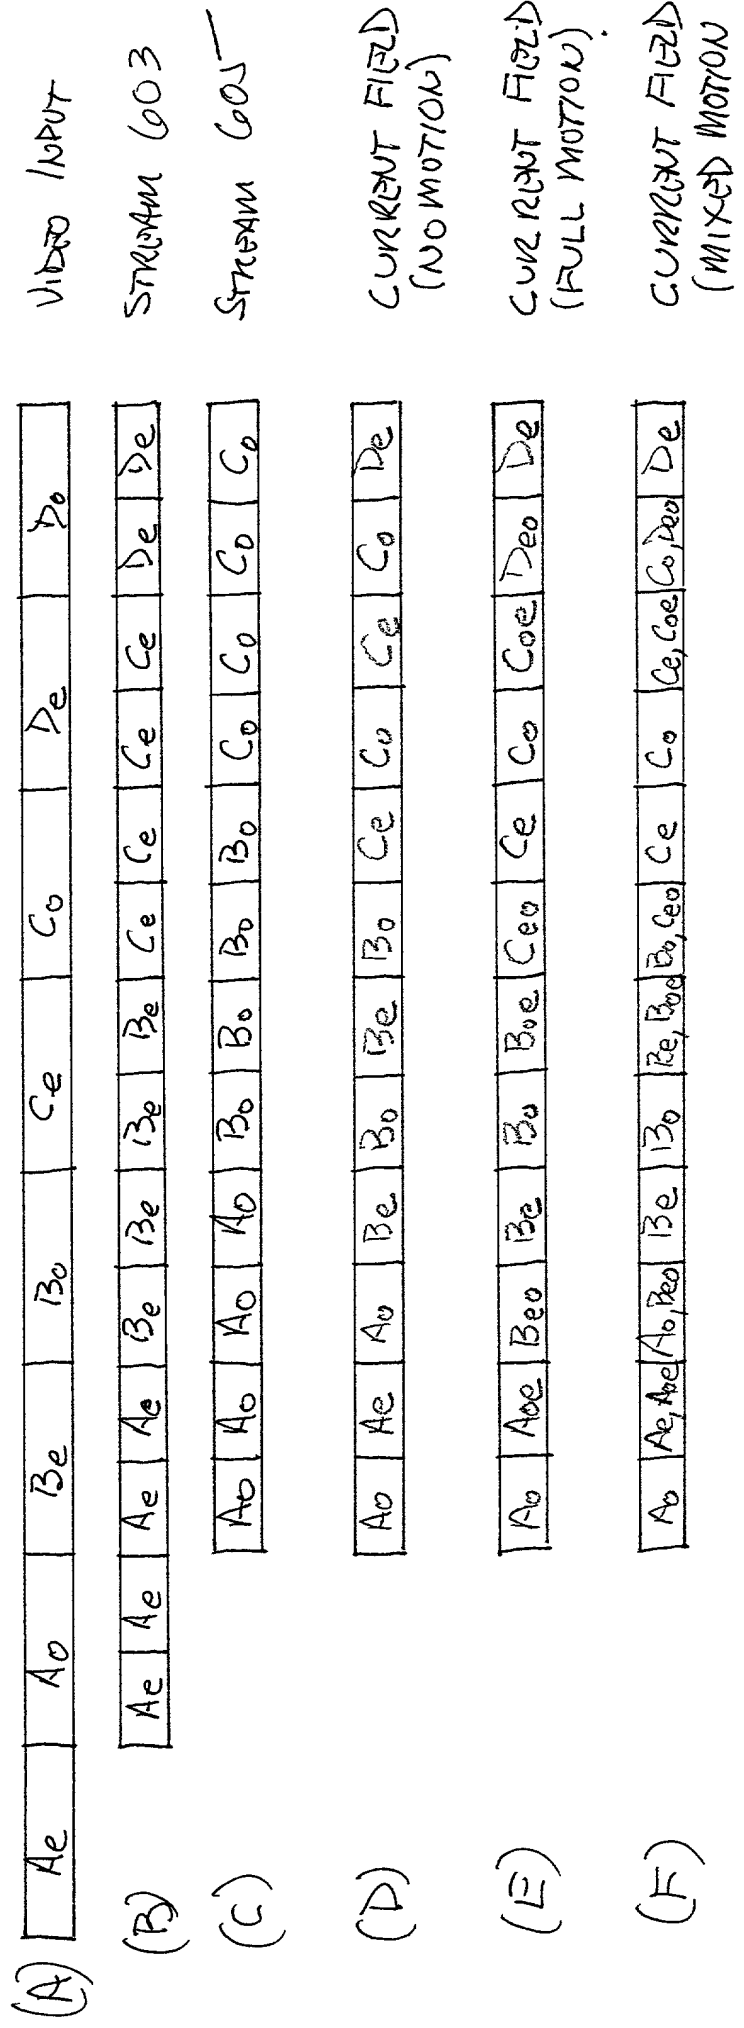 (A) Ae Ao Be Bo Ce Co De Do VIDEO INPUT
(B) Ae Ae Ae Ae Be Be Be Be Ce Ce Ce Ce De De STREAM 603
(C) Ao Ao Ao Ao Bo Bo Bo Bo Co Co Co Co STREAM 605
(D) Ao Ae Ao Be Bo Be Bo Ce Co Ce Co De CURRENT FIELD
(NO MOTION)
(E) Ao Aoe Beo Be Bo Boe Ceo Ce Co Coe Deo De CURRENT FIELD
(FULL MOTION)
(F) Ao Ae, Aoe Ao, Beo Be Bo Be, Boe Bo, Ceo Ce Co Ce, Coe Co, Deo De CURRENT FIELD
(MIXED MOTION